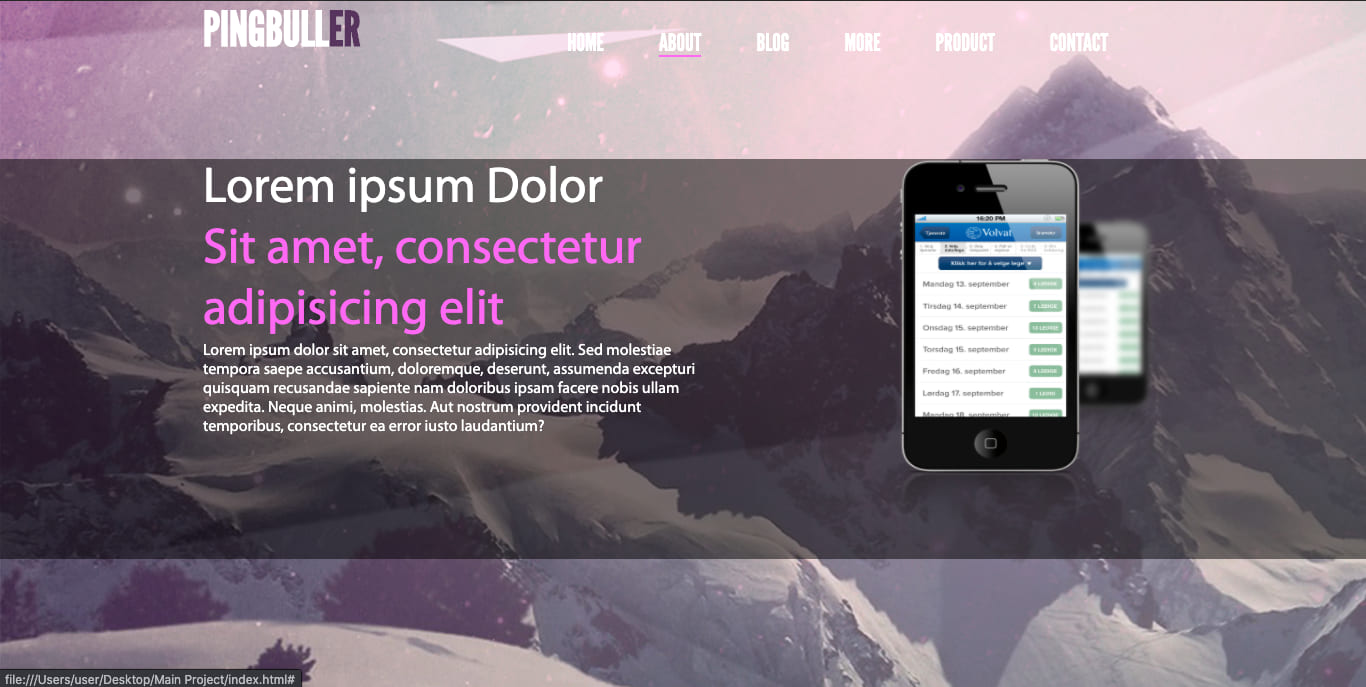 PINGBULLER
HOME ABOUT BLOG MORE PRODUCT CONTACT
Lorem ipsum Dolor
Sit amet, consectetur
adipisicing elit
Lorem ipsum dolor sit amet, consectetur adipisicing elit. Sed molestiae
tempora saepe accusantium, doloremque, deserunt, assumenda excepturi
quisquam recusandae sapiente nam doloribus ipsam facere nobis ullam
expedita. Neque animi, molestias. Aut nostrum provident incidunt
temporibus, consectetur ea error iusto laudantium?
16:20 PM
Tjeneste Volvat
Klikk her for å velge lege
Mandag 13. september
Tirsdag 14. september
Onsdag 15. september
Torsdag 15. september
Fredag 16. september
Lørdag 17. september
Mandag 18. september
file:///Users/user/Desktop/Main Project/index.html#